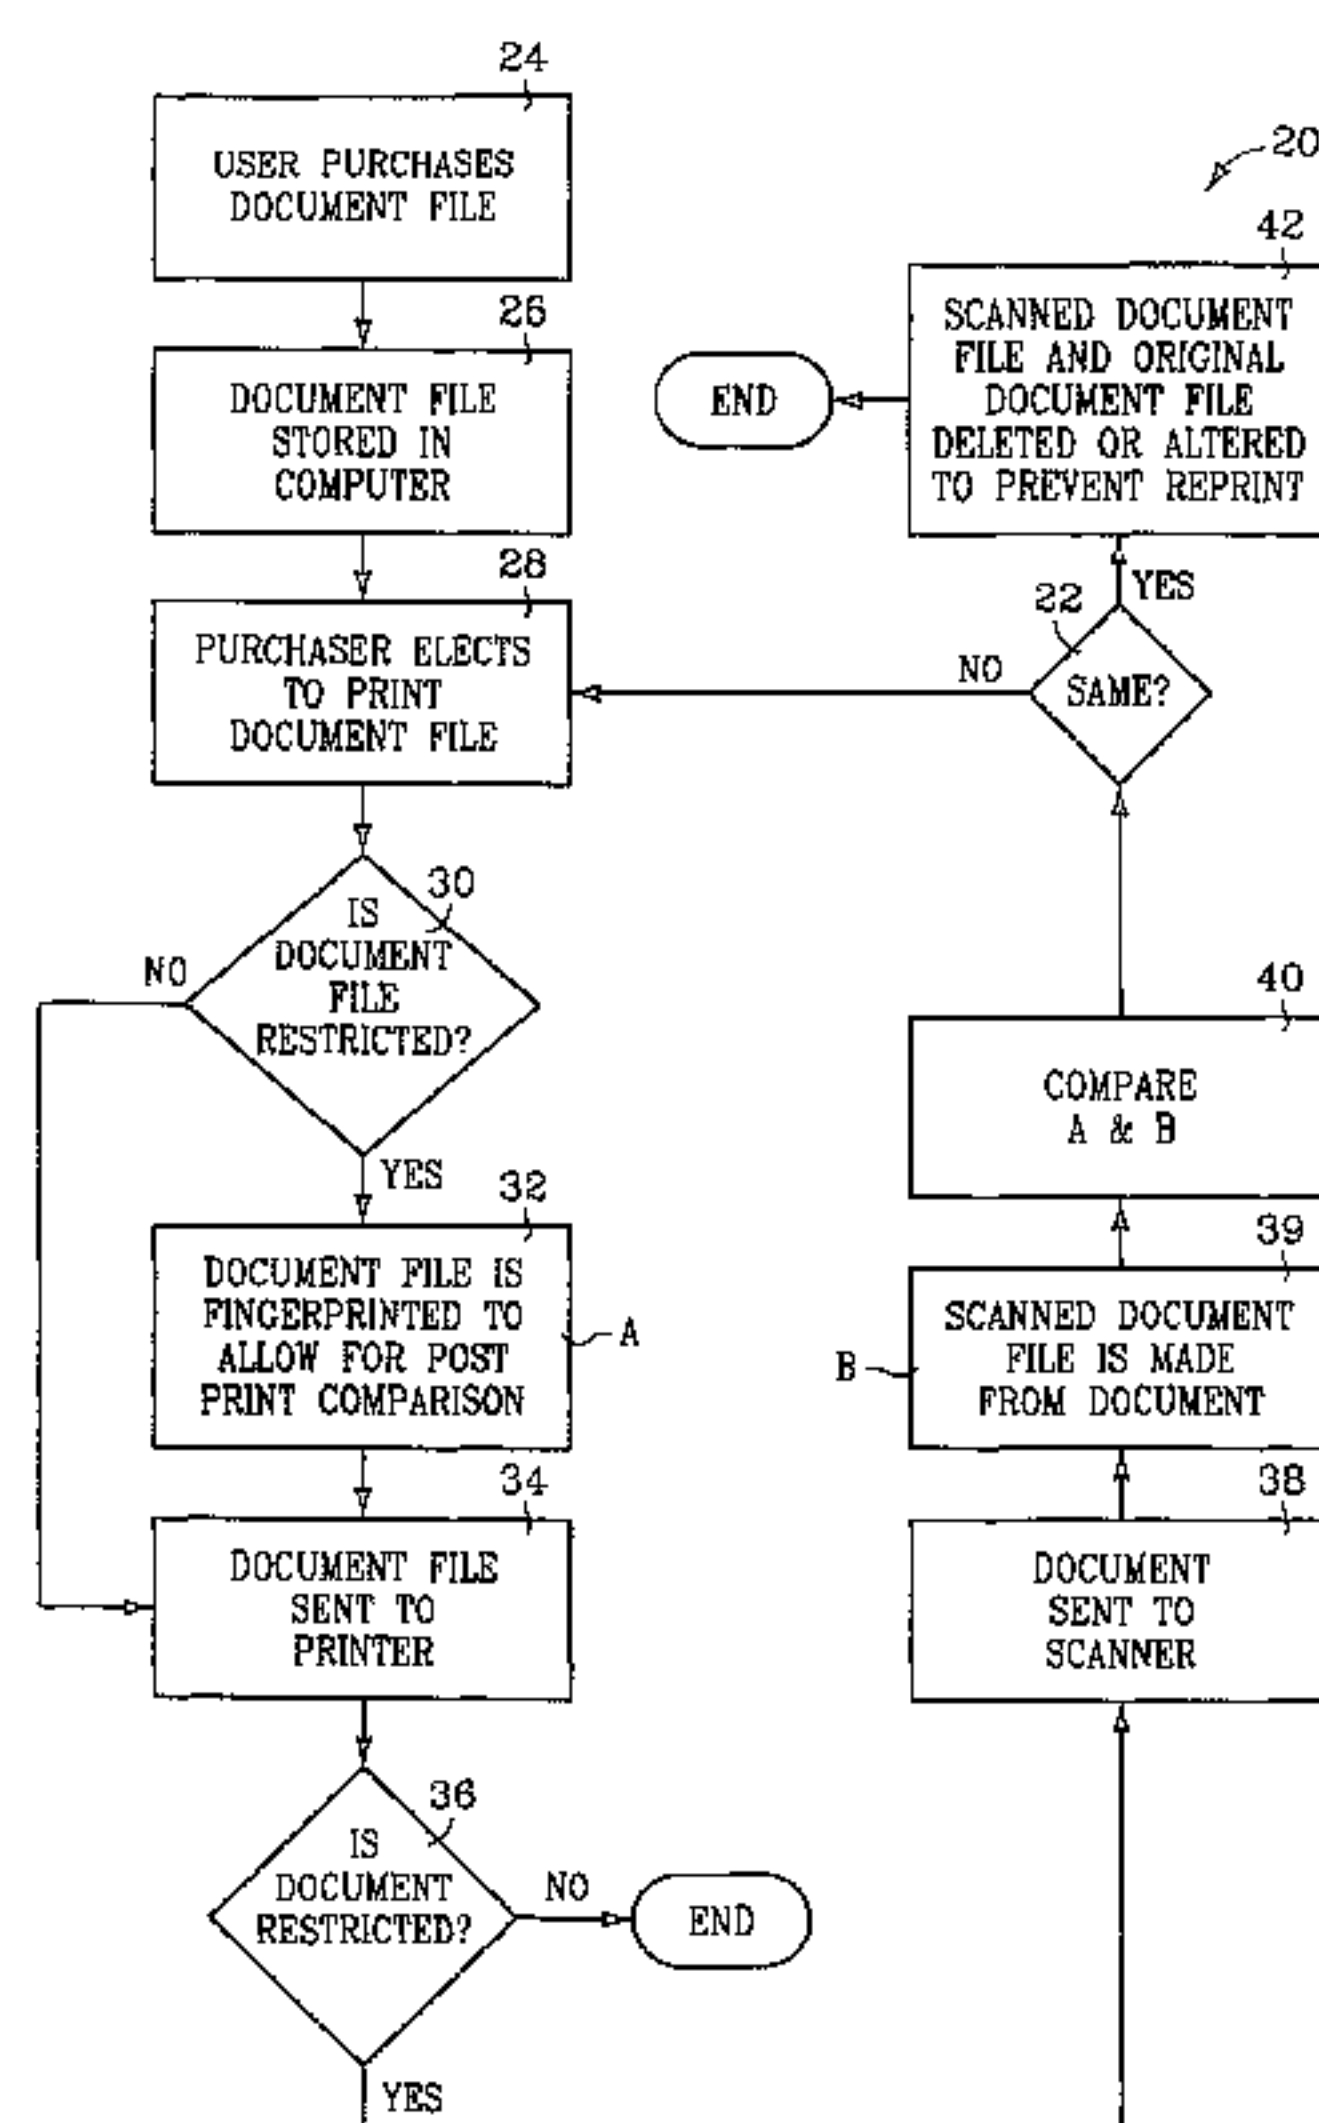 24
USER PURCHASES
DOCUMENT FILE
26
DOCUMENT FILE
STORED IN
COMPUTER
28
PURCHASER ELECTS
TO PRINT
DOCUMENT FILE
30
IS
DOCUMENT
FILE
RESTRICTED?
NO
YES
32
DOCUMENT FILE IS
FINGERPRINTED TO
ALLOW FOR POST
PRINT COMPARISON
A
34
DOCUMENT FILE
SENT TO
PRINTER
36
IS
DOCUMENT
RESTRICTED?
NO
END
YES
38
DOCUMENT
SENT TO
SCANNER
39
SCANNED DOCUMENT
FILE IS MADE
FROM DOCUMENT
B
40
COMPARE
A & B
22
SAME?
NO
YES
42
SCANNED DOCUMENT
FILE AND ORIGINAL
DOCUMENT FILE
DELETED OR ALTERED
TO PREVENT REPRINT
END
20